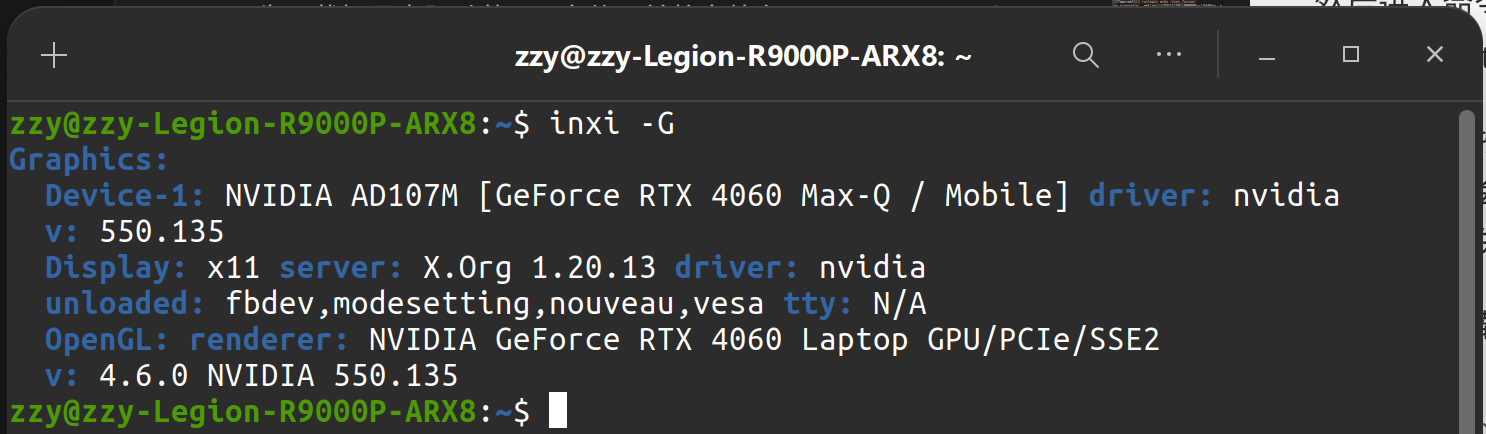 zzy@zzy-Legion-R9000P-ARX8: ~
zzy@zzy-Legion-R9000P-ARX8:~$ inxi -G
Graphics:
  Device-1: NVIDIA AD107M [GeForce RTX 4060 Max-Q / Mobile] driver: nvidia
  v: 550.135
  Display: x11 server: X.Org 1.20.13 driver: nvidia
  unloaded: fbdev,modesetting,nouveau,vesa tty: N/A
  OpenGL: renderer: NVIDIA GeForce RTX 4060 Laptop GPU/PCIe/SSE2
  v: 4.6.0 NVIDIA 550.135
zzy@zzy-Legion-R9000P-ARX8:~$